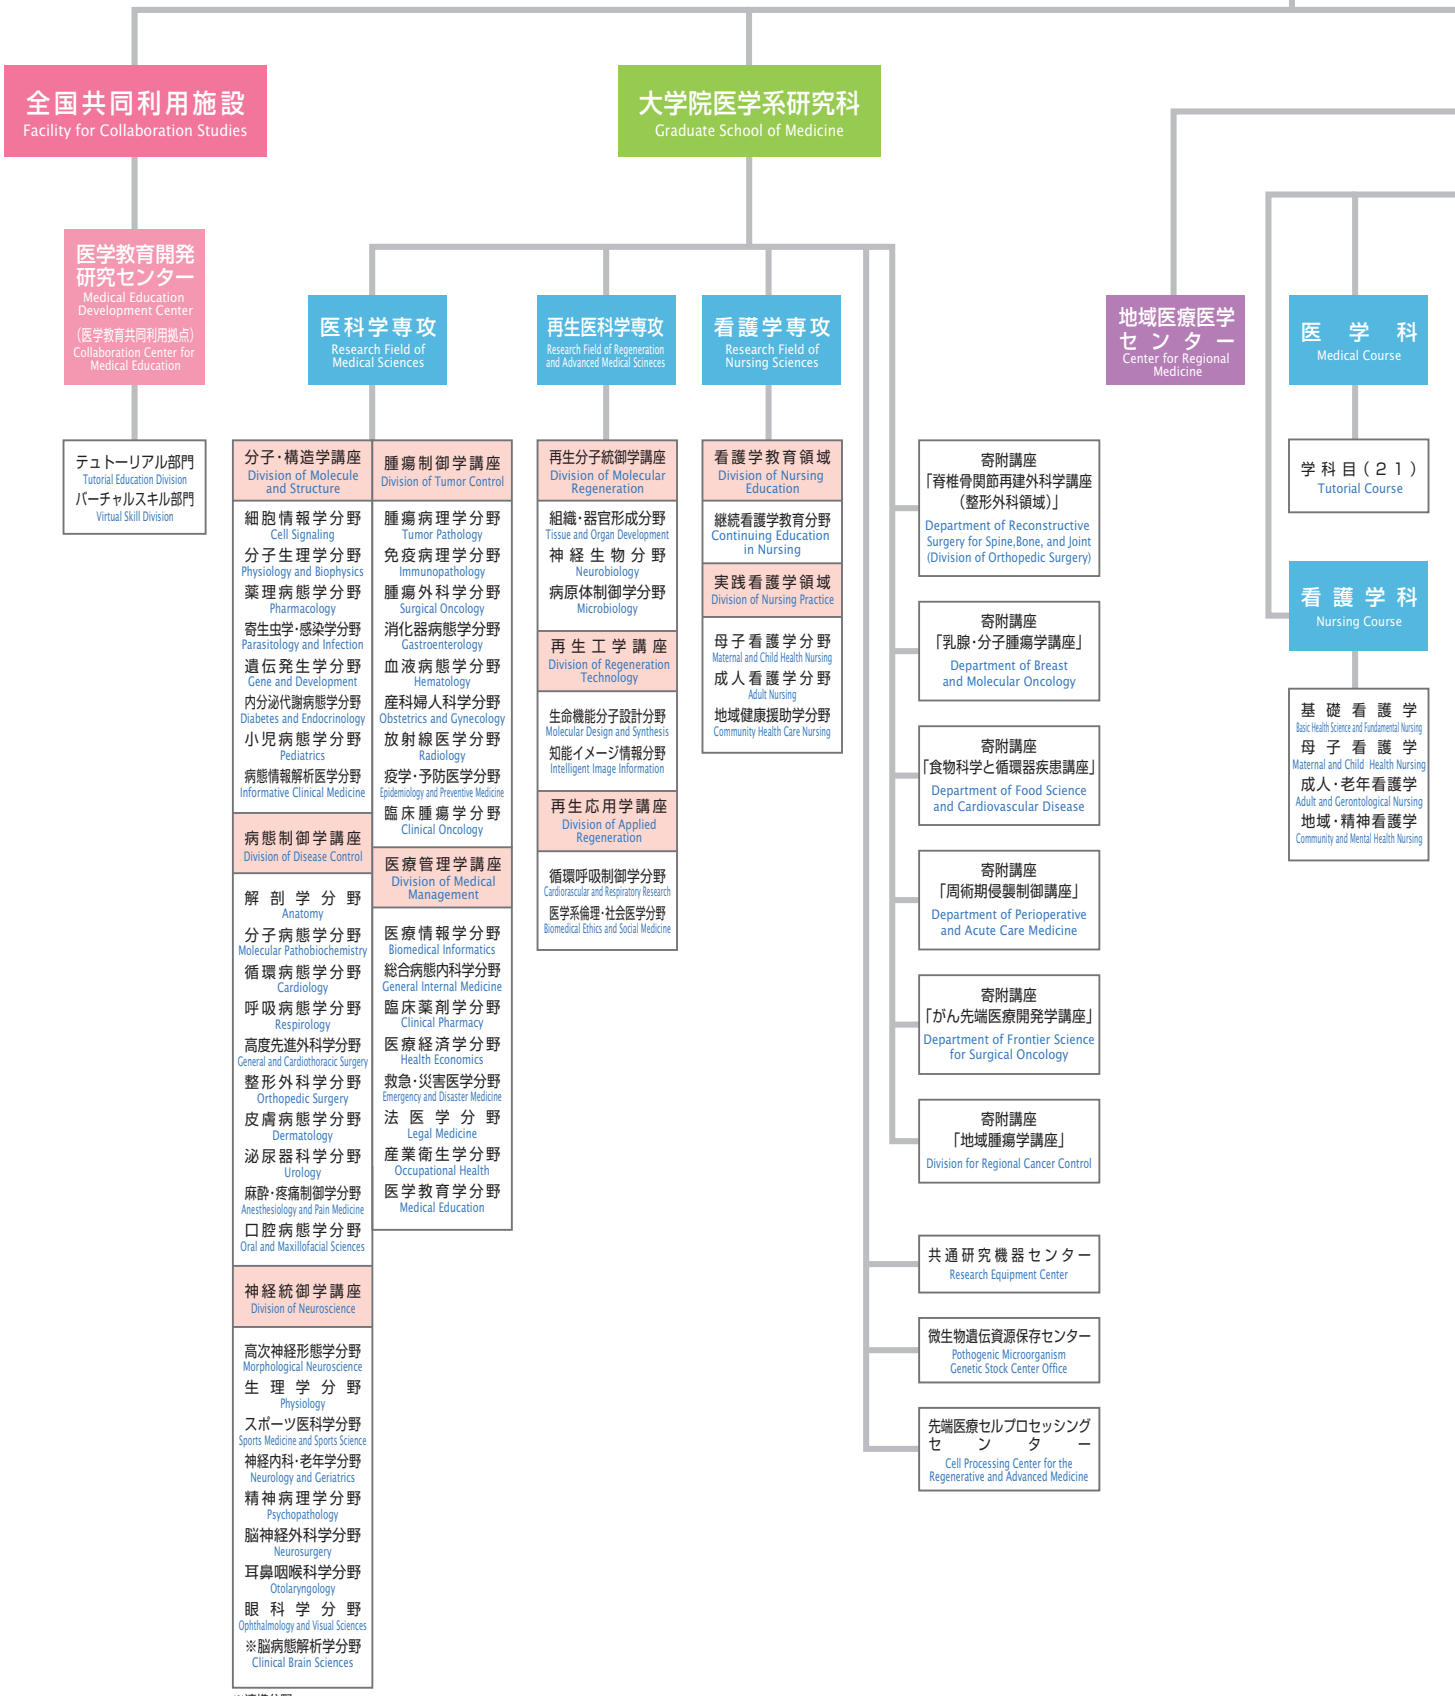 全国共同利用施設
Facility for Collaboration Studies
医学教育開発
研究センター
Medical Education
Development Center
（医学教育共同利用拠点）
Collaboration Center for
Medical Education
テュトーリアル部門
Tutorial Education Division
バーチャルスキル部門
Virtual Skill Division
大学院医学系研究科
Graduate School of Medicine
医科学専攻
Research Field of
Medical Sciences
分子・構造学講座
Division of Molecule
and Structure
細胞情報学分野
Cell Signaling
分子生理学分野
Physiology and Biophysics
薬理病態学分野
Pharmacology
寄生虫学・感染学分野
Parasitology and Infection
遺伝発生学分野
Gene and Development
内分泌代謝病態学分野
Diabetes and Endocrinology
小児病態学分野
Pediatrics
病態情報解析医学分野
Informative Clinical Medicine
病態制御学講座
Division of Disease Control
解剖学分野
Anatomy
分子病態学分野
Molecular Pathobiochemistry
循環病態学分野
Cardiology
呼吸病態学分野
Respirology
高度先進外科学分野
General and Cardiothoracic Surgery
整形外科学分野
Orthopedic Surgery
皮膚病態学分野
Dermatology
泌尿器科学分野
Urology
麻酔・疼痛制御学分野
Anesthesiology and Pain Medicine
口腔病態学分野
Oral and Maxillofacial Sciences
神経統御学講座
Division of Neuroscience
高次神経形態学分野
Morphological Neuroscience
生理学分野
Physiology
スポーツ医科学分野
Sports Medicine and Sports Science
神経内科・老年学分野
Neurology and Geriatrics
精神病理学分野
Psychopathology
脳神経外科学分野
Neurosurgery
耳鼻咽喉科学分野
Otolaryngology
眼科学分野
Ophthalmology and Visual Sciences
※脳病態解析学分野
Clinical Brain Sciences
腫瘍制御学講座
Division of Tumor Control
腫瘍病理学分野
Tumor Pathology
免疫病理学分野
Immunopathology
腫瘍外科学分野
Surgical Oncology
消化器病態学分野
Gastroenterology
血液病態学分野
Hematology
産科婦人科学分野
Obstetrics and Gynecology
放射線医学分野
Radiology
疫学・予防医学分野
Epidemiology and Preventive Medicine
臨床腫瘍学分野
Clinical Oncology
医療管理学講座
Division of Medical
Management
医療情報学分野
Biomedical Informatics
総合病態内科学分野
General Internal Medicine
臨床薬剤学分野
Clinical Pharmacy
医療経済学分野
Health Economics
救急・災害医学分野
Emergency and Disaster Medicine
法医学分野
Legal Medicine
産業衛生学分野
Occupational Health
医学教育学分野
Medical Education
再生医科学専攻
Research Field of Regeneration
and Advanced Medical Scineces
再生分子統御学講座
Division of Molecular
Regeneration
組織・器官形成分野
Tissue and Organ Development
神経生物分野
Neurobiology
病原体制御学分野
Microbiology
再生工学講座
Division of Regeneration
Technology
生命機能分子設計分野
Molecular Design and Synthesis
知能イメージ情報分野
Intelligent Image Information
再生応用学講座
Division of Applied
Regeneration
循環呼吸制御学分野
Cardiorascular and Respiratory Research
医学系倫理・社会医学分野
Biomedical Ethics and Social Medicine
看護学専攻
Research Field of
Nursing Sciences
看護学教育領域
Division of Nursing
Education
継続看護学教育分野
Continuing Education
in Nursing
実践看護学領域
Division of Nursing Practice
母子看護学分野
Maternal and Child Health Nursing
成人看護学分野
Adult Nursing
地域健康援助学分野
Community Health Care Nursing
寄附講座
「脊椎骨関節再建外科学講座
（整形外科領域）」
Department of Reconstructive
Surgery for Spine,Bone, and Joint
(Division of Orthopedic Surgery)
寄附講座
「乳腺・分子腫瘍学講座」
Department of Breast
and Molecular Oncology
寄附講座
「食物科学と循環器疾患講座」
Department of Food Science
and Cardiovascular Disease
寄附講座
「周術期侵襲制御講座」
Department of Perioperative
and Acute Care Medicine
寄附講座
「がん先端医療開発学講座」
Department of Frontier Science
for Surgical Oncology
寄附講座
「地域腫瘍学講座」
Division for Regional Cancer Control
共通研究機器センター
Research Equipment Center
微生物遺伝資源保存センター
Pothogenic Microorganism
Genetic Stock Center Office
先端医療セルプロセッシング
センター
Cell Processing Center for the
Regenerative and Advanced Medicine
地域医療医学
センター
Center for Regional
Medicine
医学科
Medical Course
学科目（２１）
Tutorial Course
看護学科
Nursing Course
基礎看護学
Basic Health Science and Fundamental Nursing
母子看護学
Maternal and Child Health Nursing
成人・老年看護学
Adult and Gerontological Nursing
地域・精神看護学
Community and Mental Health Nursing